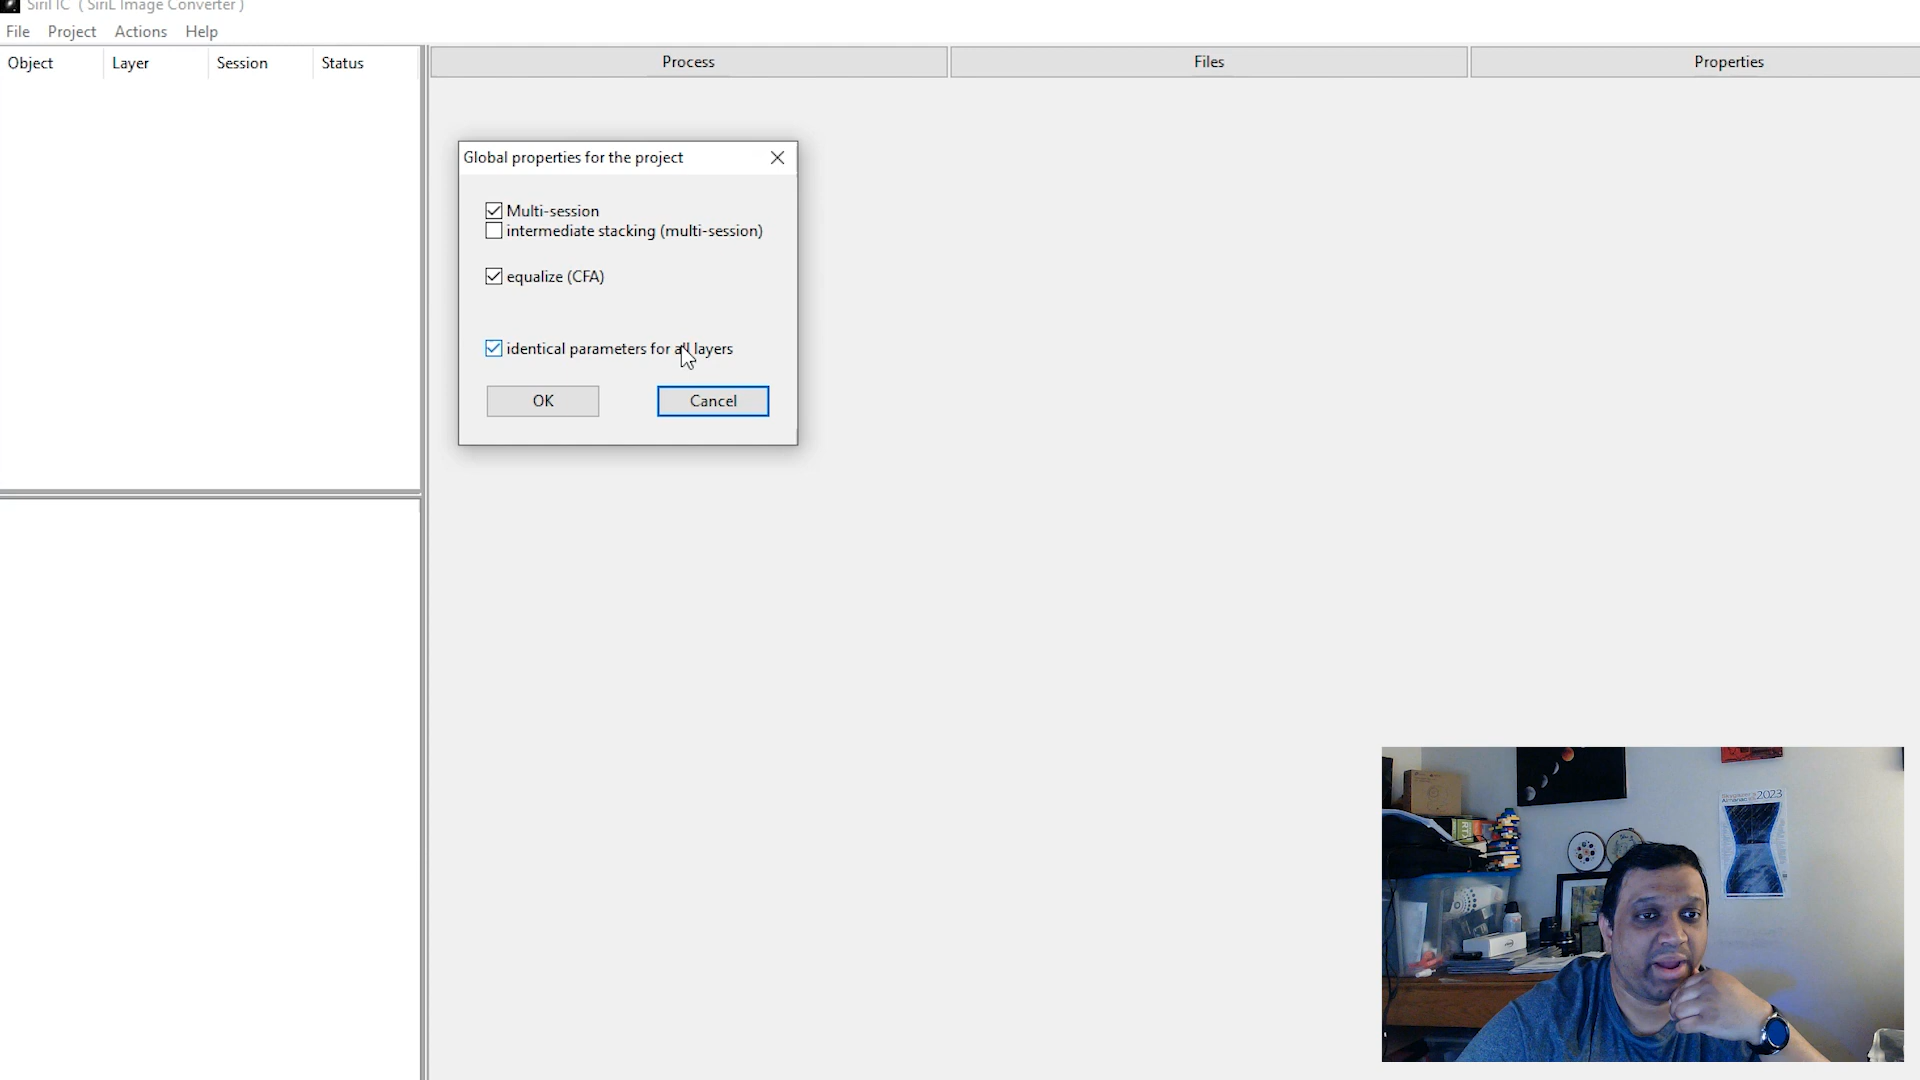 SiriL IC ( SiriL Image Converter )
File Project Actions Help
Object Layer Session Status
Process Files Properties
Global properties for the project
Multi-session
intermediate stacking (multi-session)
equalize (CFA)
identical parameters for all layers
OK Cancel
Almanac 2023